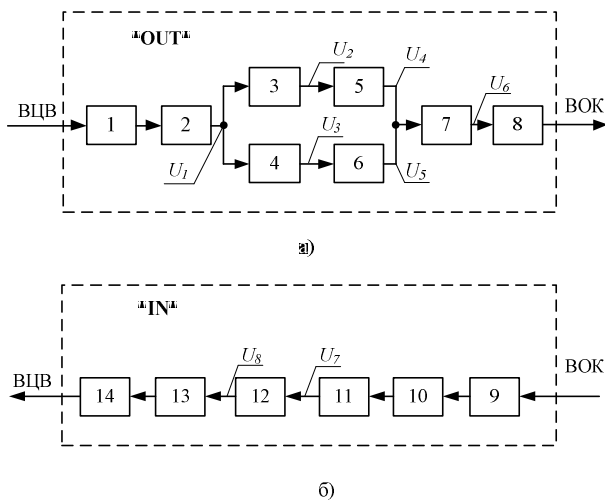 "OUT"
U2 U4
ВЦВ 3 5 U6 ВОК
1 2 7 8
U1 4 U3 6 U5
а)
"IN"
ВЦВ U8 U7 ВОК
14 13 12 11 10 9
б)